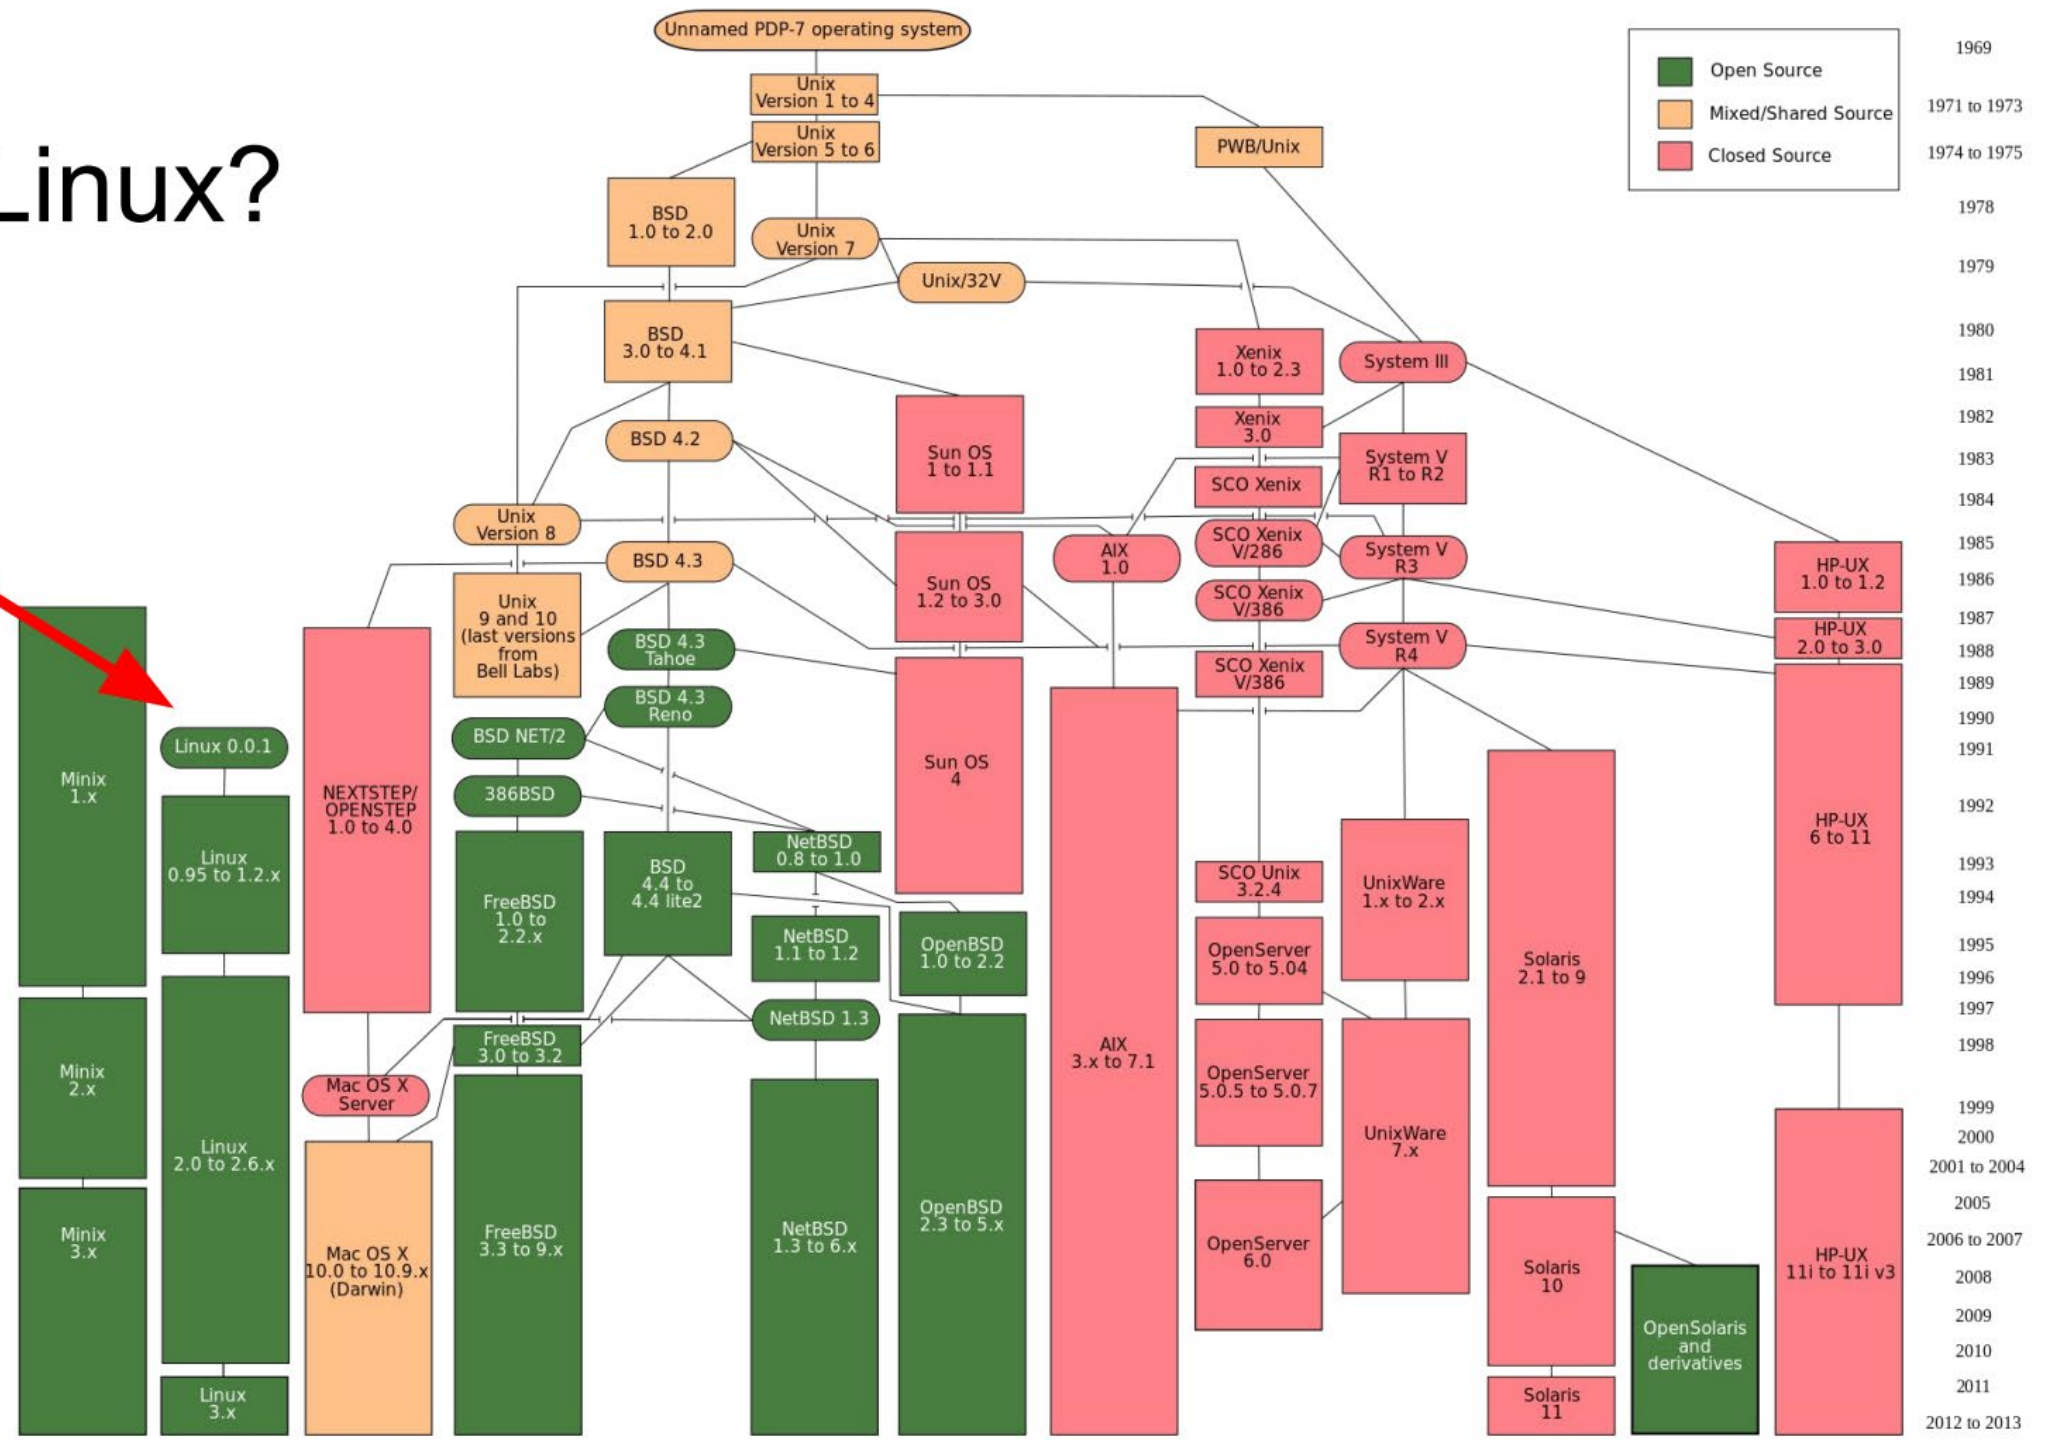 Linux?
Unnamed PDP-7 operating system
Open Source
Mixed/Shared Source
Closed Source
1969
1971 to 1973
1974 to 1975
1978
1979
1980
1981
1982
1983
1984
1985
1986
1987
1988
1989
1990
1991
1992
1993
1994
1995
1996
1997
1998
1999
2000
2001 to 2004
2005
2006 to 2007
2008
2009
2010
2011
2012 to 2013
Unix
Version 1 to 4
Unix
Version 5 to 6
PWB/Unix
BSD
1.0 to 2.0
Unix
Version 7
Unix/32V
BSD
3.0 to 4.1
Xenix
1.0 to 2.3
System III
Xenix
3.0
BSD 4.2
Sun OS
1 to 1.1
System V
R1 to R2
SCO Xenix
Unix
Version 8
SCO Xenix
V/286
System V
R3
AIX
1.0
BSD 4.3
HP-UX
1.0 to 1.2
Sun OS
1.2 to 3.0
SCO Xenix
V/386
Unix
9 and 10
(last versions
from
Bell Labs)
HP-UX
2.0 to 3.0
BSD 4.3
Tahoe
System V
R4
SCO Xenix
V/386
BSD 4.3
Reno
BSD NET/2
Linux 0.0.1
Minix
1.x
NEXTSTEP/
OPENSTEP
1.0 to 4.0
386BSD
Sun OS
4
HP-UX
6 to 11
Linux
0.95 to 1.2.x
FreeBSD
1.0 to
2.2.x
BSD
4.4 to
4.4 lite2
NetBSD
0.8 to 1.0
SCO Unix
3.2.4
UnixWare
1.x to 2.x
NetBSD
1.1 to 1.2
OpenBSD
1.0 to 2.2
OpenServer
5.0 to 5.04
Solaris
2.1 to 9
NetBSD 1.3
FreeBSD
3.0 to 3.2
AIX
3.x to 7.1
Minix
2.x
Mac OS X
Server
OpenServer
5.0.5 to 5.0.7
UnixWare
7.x
Linux
2.0 to 2.6.x
OpenBSD
2.3 to 5.x
Minix
3.x
Mac OS X
10.0 to 10.9.x
(Darwin)
FreeBSD
3.3 to 9.x
NetBSD
1.3 to 6.x
OpenServer
6.0
Solaris
10
HP-UX
11i to 11i v3
OpenSolaris
and
derivatives
Linux
3.x
Solaris
11